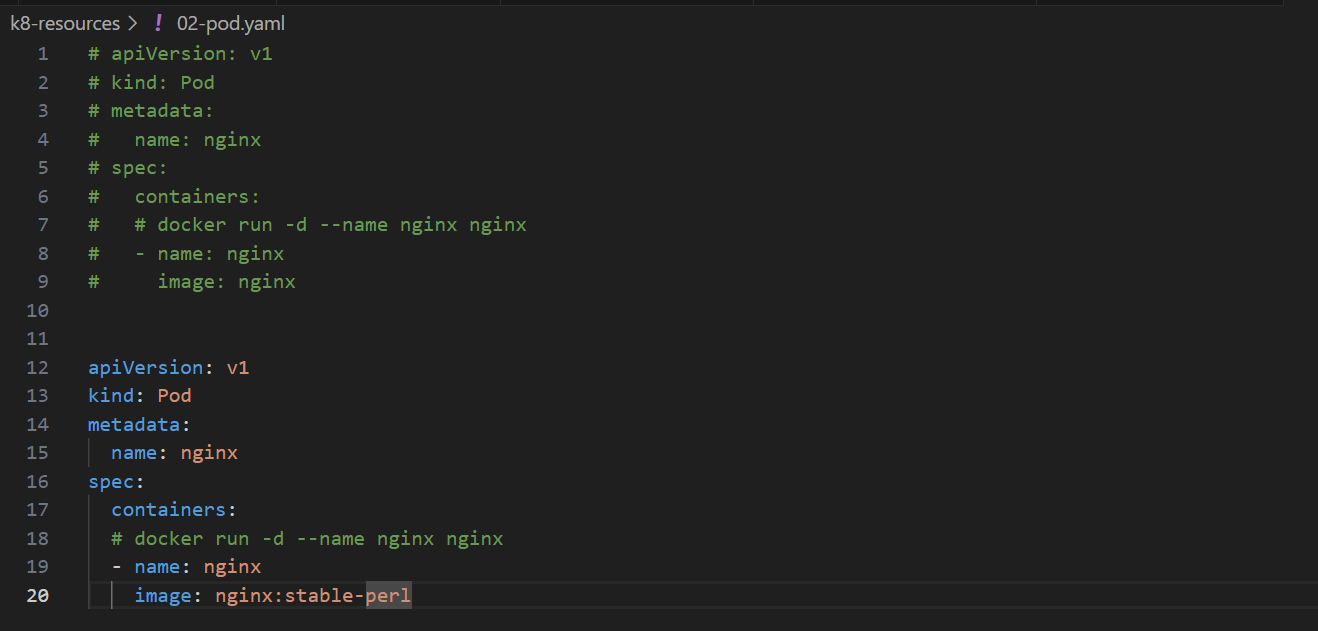 k8-resources > ! 02-pod.yaml
1 # apiVersion: v1
2 # kind: Pod
3 # metadata:
4 #   name: nginx
5 # spec:
6 #   containers:
7 #   # docker run -d --name nginx nginx
8 #   - name: nginx
9 #     image: nginx
10
11
12 apiVersion: v1
13 kind: Pod
14 metadata:
15   name: nginx
16 spec:
17   containers:
18   # docker run -d --name nginx nginx
19   - name: nginx
20     image: nginx:stable-perl